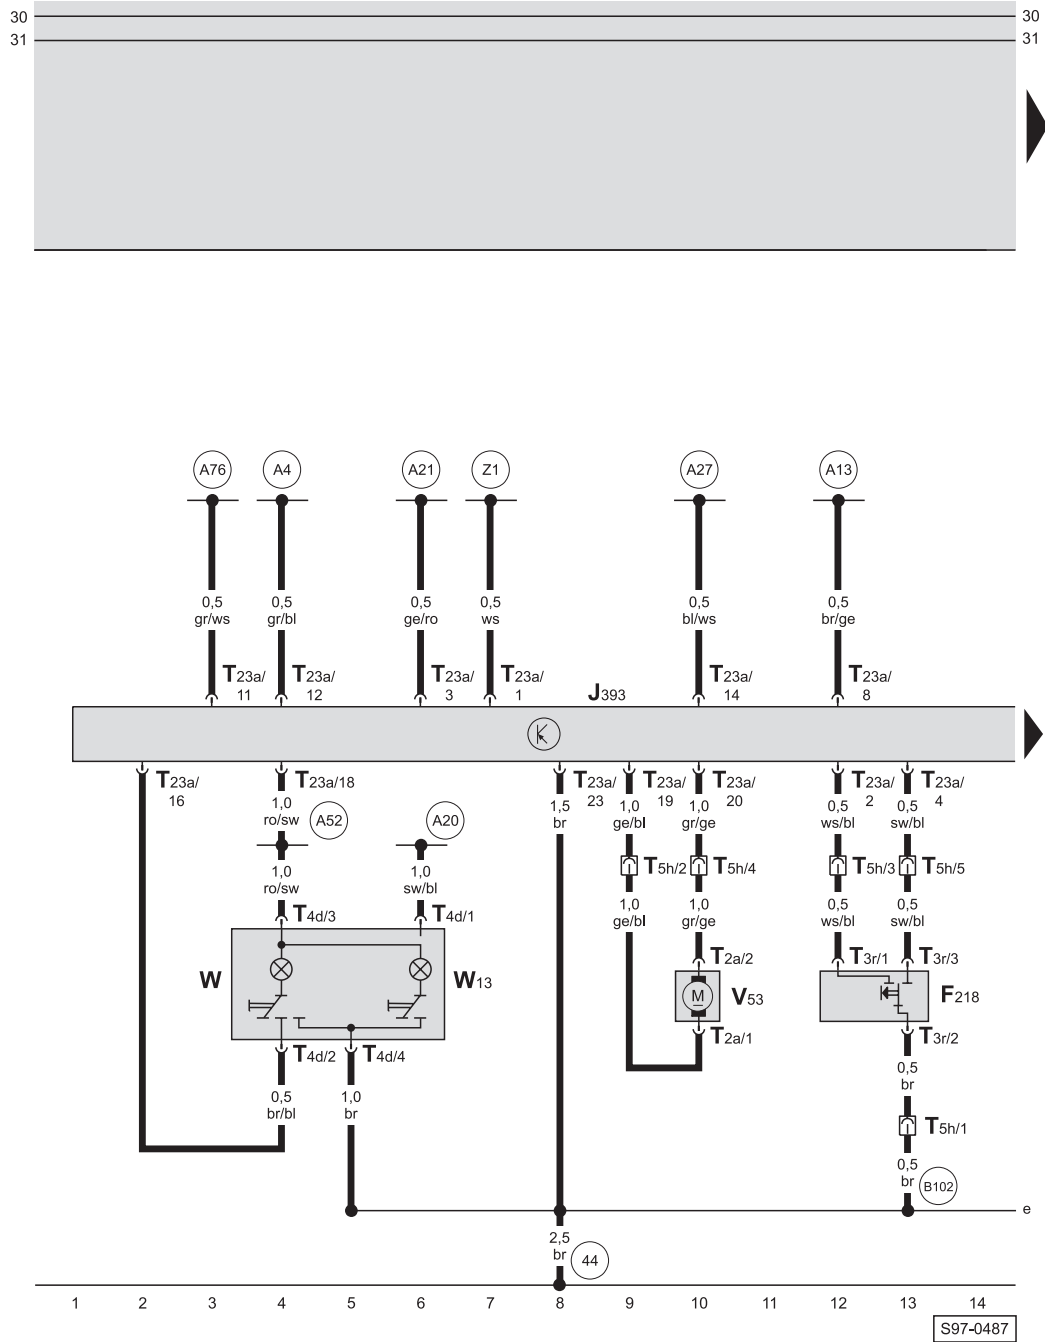 30 30
31 31
A76 A4 A21 Z1 A27 A13
0,5 0,5 0,5 0,5 0,5 0,5
gr/ws gr/bl ge/ro ws bl/ws br/ge
T23a/ T23a/ T23a/ T23a/ T23a/ T23a/
11 12 3 1 J393 14 8
T23a/ T23a/18 T23a/ T23a/ T23a/ T23a/ T23a/
16 23 19 20 2 4
1,0 1,5 1,0 1,0 0,5 0,5
ro/sw A52 A20 br ge/bl gr/ge ws/bl sw/bl
1,0 1,0 T5h/2 T5h/4 T5h/3 T5h/5
ro/sw sw/bl
1,0 1,0 0,5 0,5
T4d/3 T4d/1 ge/bl gr/ge ws/bl sw/bl
T2a/2 T3r/1 T3r/3
W W13 M V53 F218
T2a/1 T3r/2
T4d/2 T4d/4
0,5
br
0,5 1,0
br/bl br
T5h/1
0,5
br B102
e
2,5
br 44
1 2 3 4 5 6 7 8 9 10 11 12 13 14
S97-0487